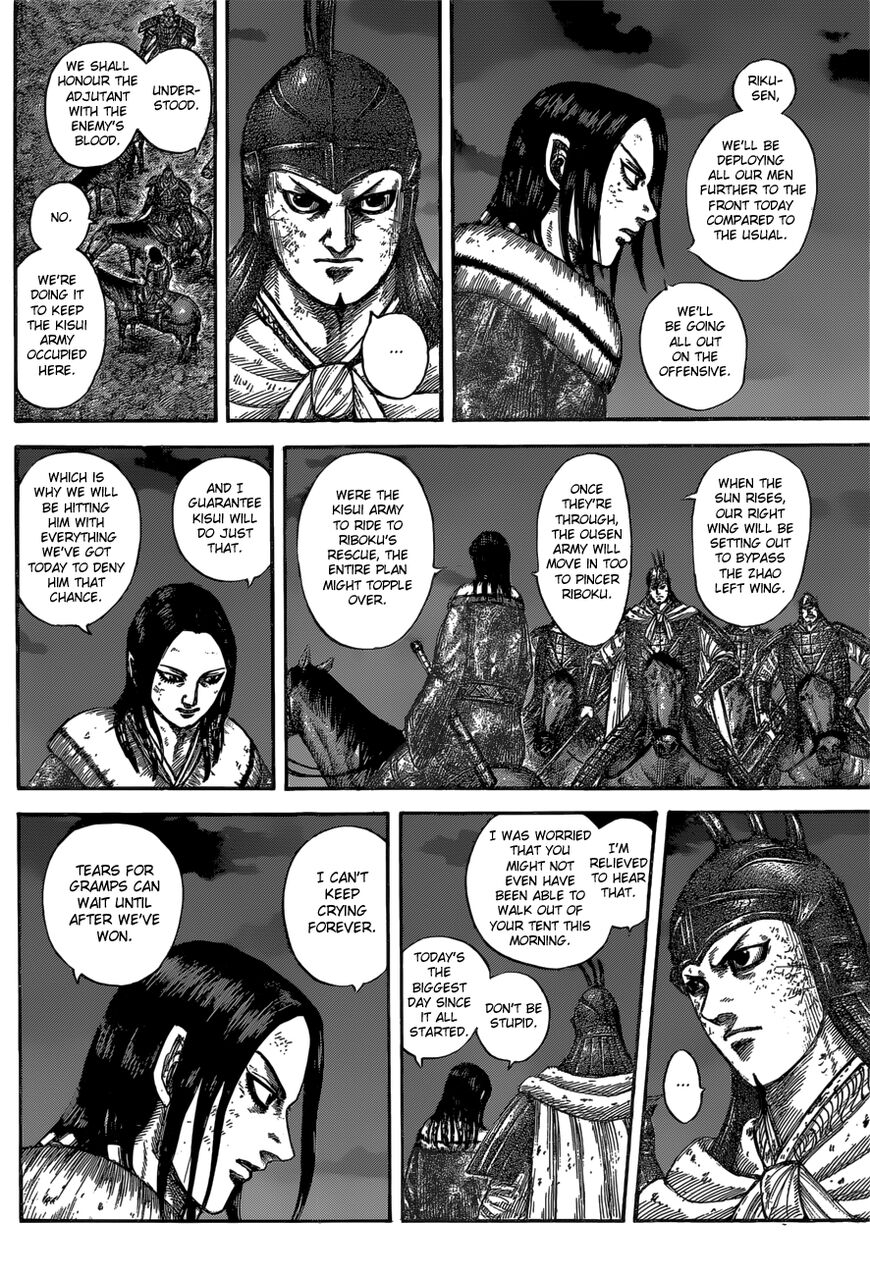 RIKU-
SEN,
WE'LL BE
DEPLOYING
ALL OUR MEN
FURTHER TO THE
FRONT TODAY
COMPARED TO
THE USUAL.
WE'LL
BE GOING
ALL OUT
ON THE
OFFENSIVE.
...
UNDER-
STOOD.
WE SHALL
HONOUR THE
ADJUTANT
WITH THE
ENEMY'S
BLOOD.
NO.
WE'RE
DOING IT
TO KEEP
THE KISUI
ARMY
OCCUPIED
HERE.
WHEN THE
SUN RISES,
OUR RIGHT
WING WILL BE
SETTING OUT
TO BYPASS
THE ZHAO
LEFT WING.
ONCE
THEY'RE
THROUGH,
THE OUSEN
ARMY WILL
MOVE IN TOO
TO PINCER
RIBOKU.
WERE THE
KISUI ARMY
TO RIDE TO
RIBOKU'S
RESCUE, THE
ENTIRE PLAN
MIGHT TOPPLE
OVER.
AND I
GUARANTEE
KISUI WILL
DO JUST
THAT.
WHICH IS
WHY WE WILL
BE HITTING
HIM WITH
EVERYTHING
WE'VE GOT
TODAY TO DENY
HIM THAT
CHANCE.
...
I'M
RELIEVED
TO HEAR
THAT.
I WAS WORRIED
THAT YOU
MIGHT NOT
EVEN HAVE
BEEN ABLE TO
WALK OUT OF
YOUR TENT THIS
MORNING.
DON'T BE
STUPID.
TODAY'S
THE
BIGGEST
DAY SINCE
IT ALL
STARTED.
I CAN'T
KEEP
CRYING
FOREVER.
TEARS FOR
GRAMPS CAN
WAIT UNTIL
AFTER WE'VE
WON.